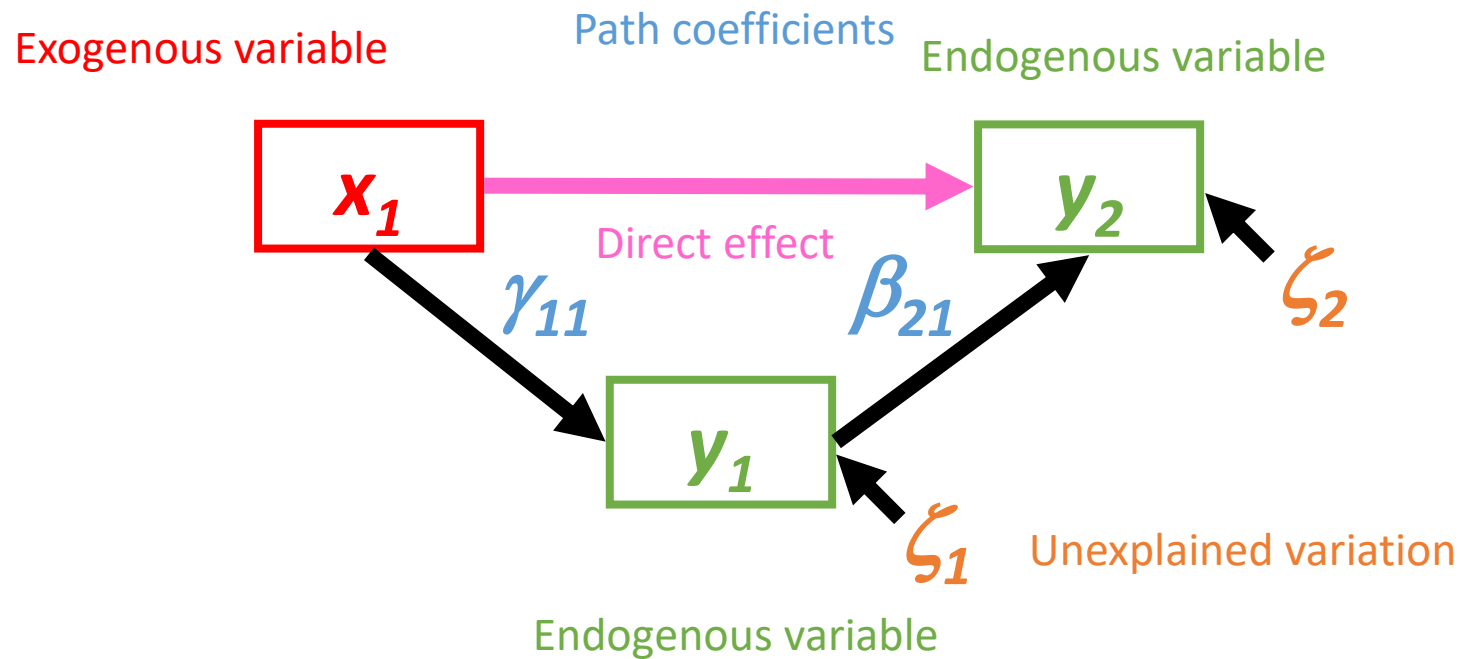 Path coefficients
Exogenous variable
Endogenous variable
x₁
y₂
Direct effect
γ₁₁
β₂₁
ζ₂
y₁
ζ₁
Unexplained variation
Endogenous variable